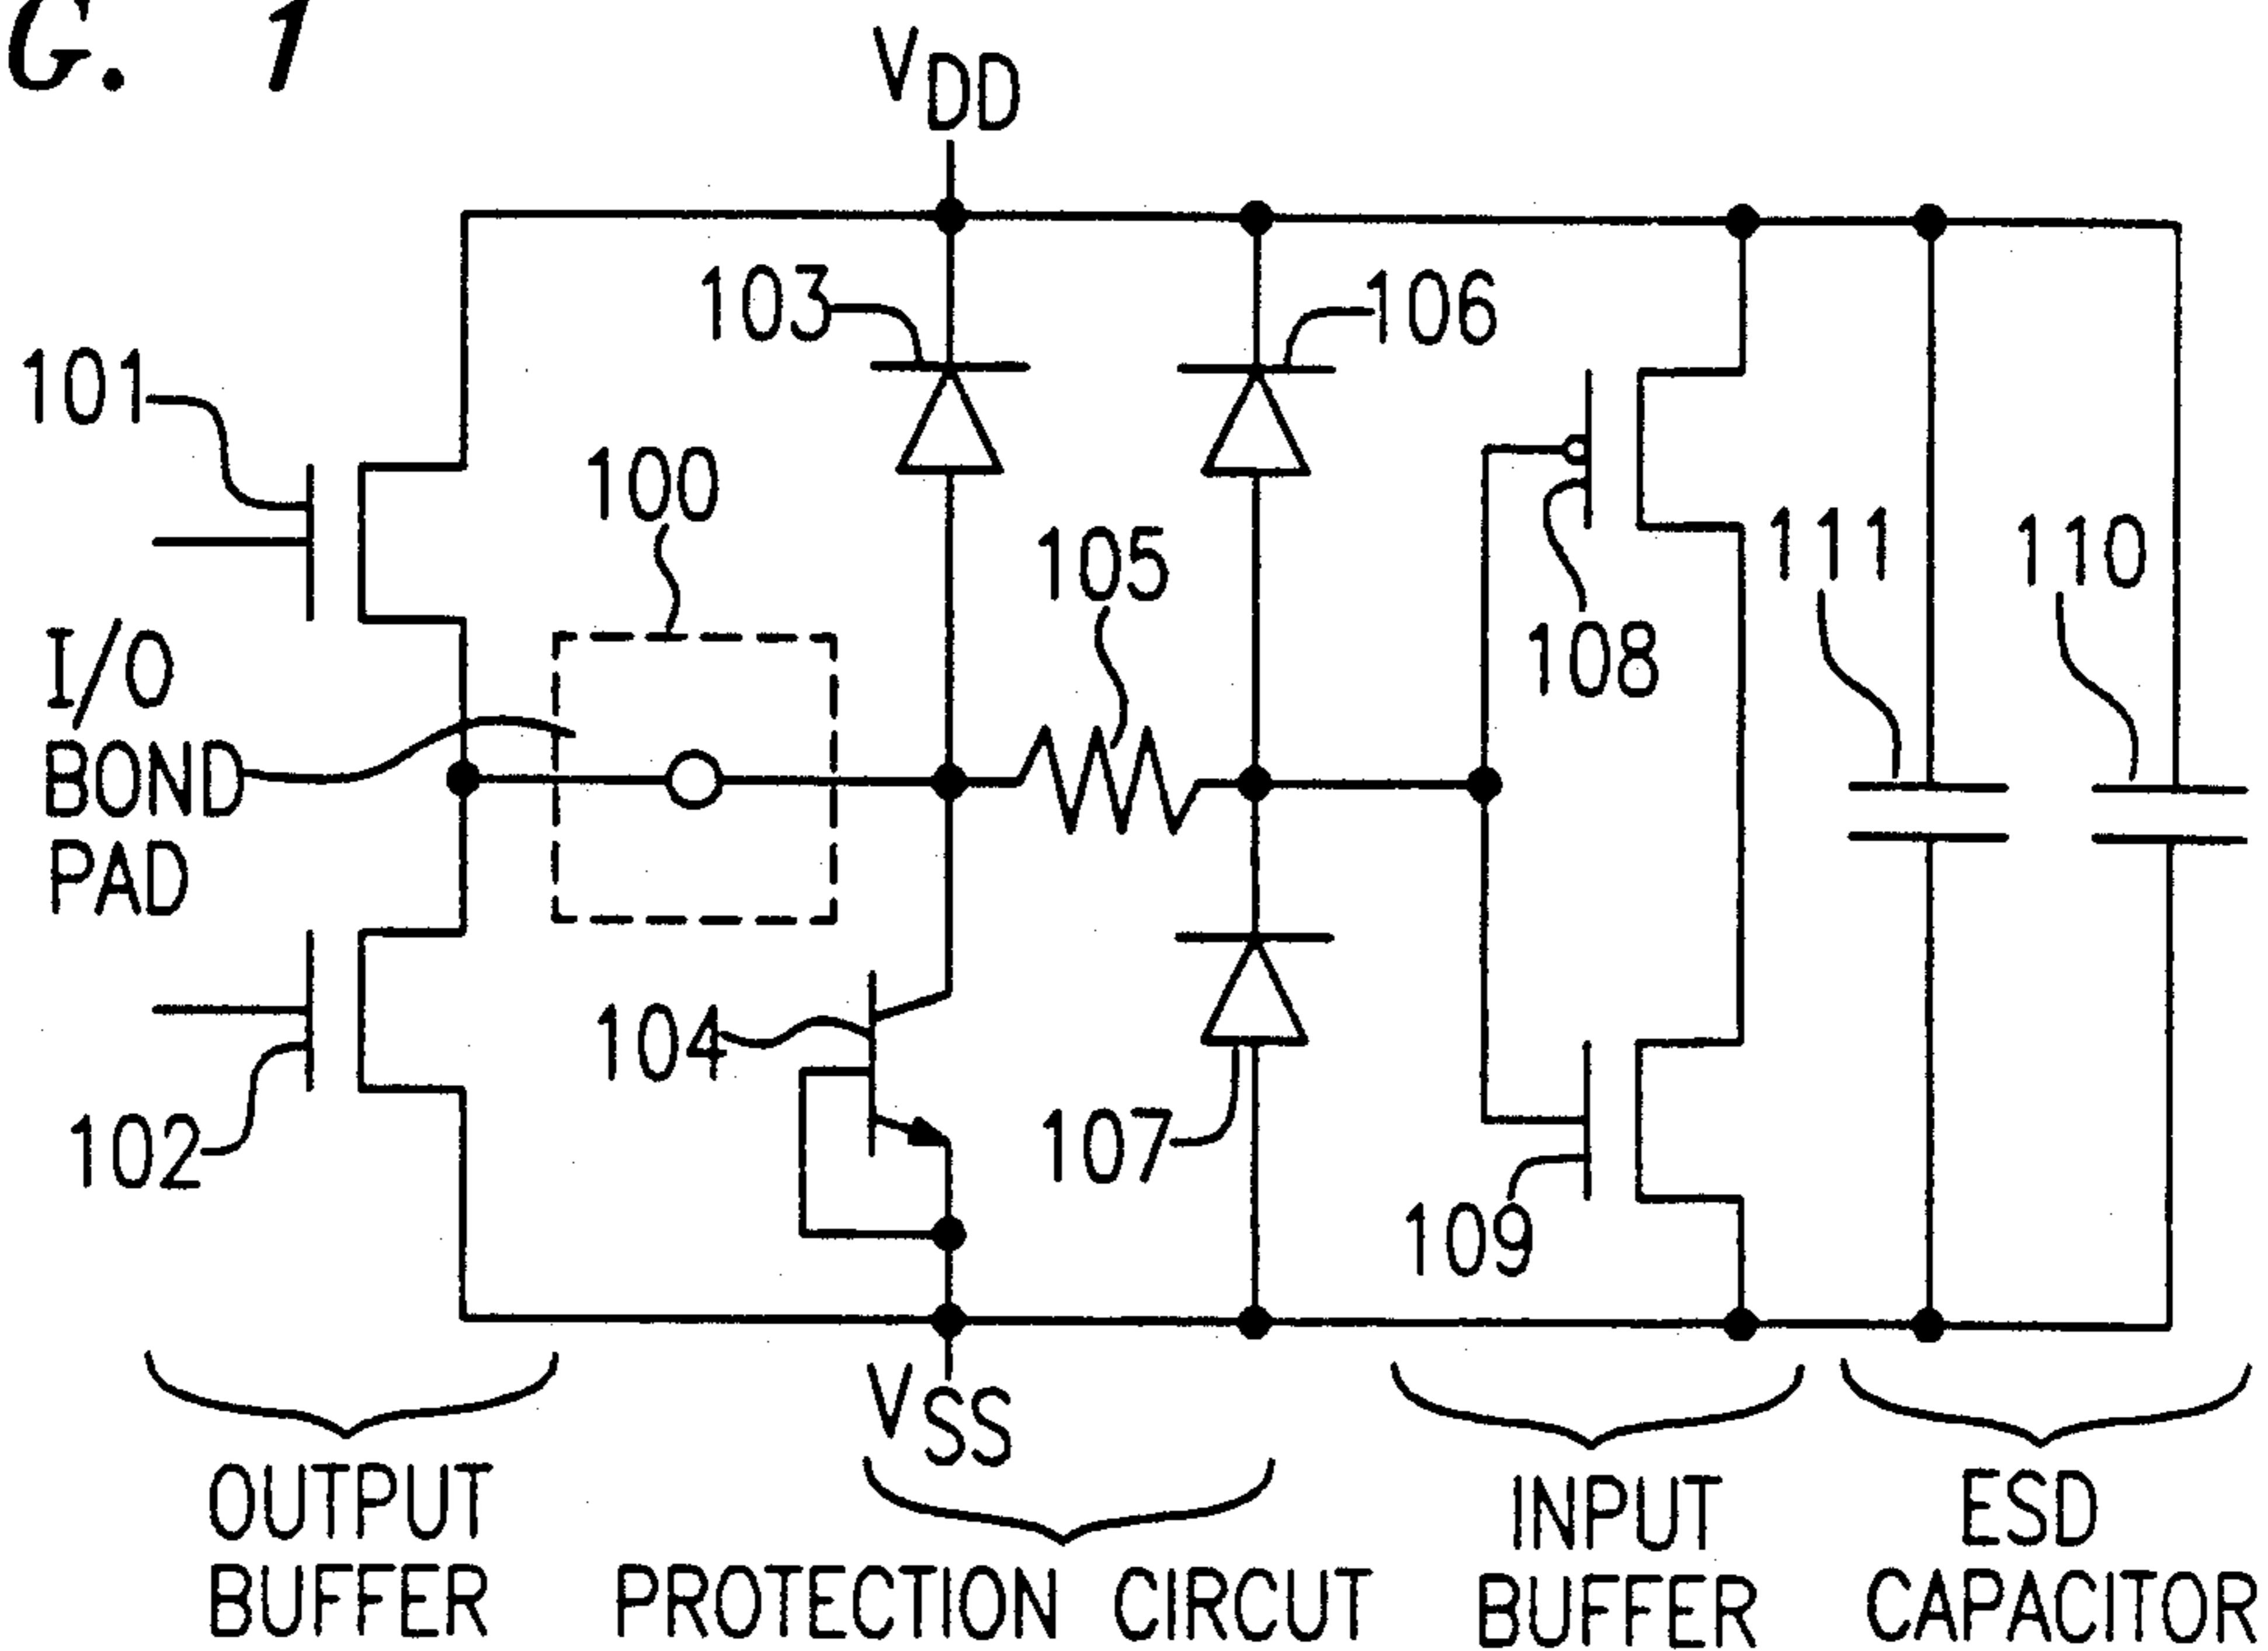 G. 1
VDD
103
106
101
100
105
111
110
108
I/O
BOND
PAD
104
107
102
109
VSS
OUTPUT
BUFFER
PROTECTION CIRCUT
INPUT
BUFFER
ESD
CAPACITOR